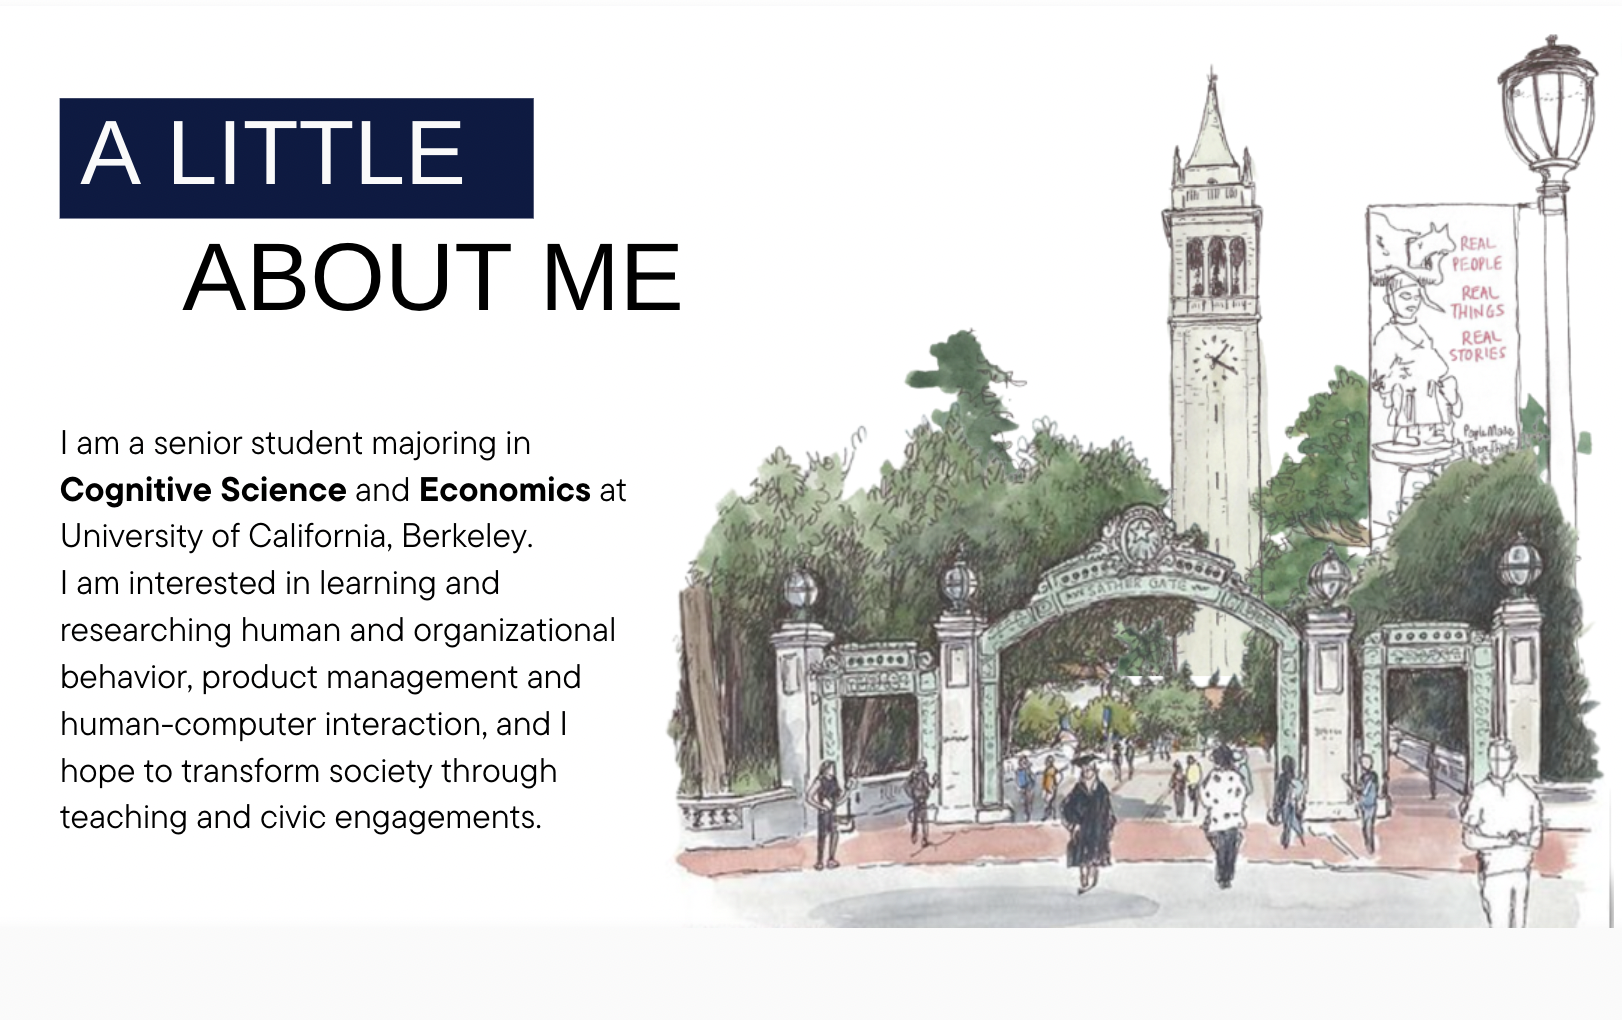 A LITTLE
ABOUT ME
I am a senior student majoring in
Cognitive Science and Economics at
University of California, Berkeley.
I am interested in learning and
researching human and organizational
behavior, product management and
human-computer interaction, and I
hope to transform society through
teaching and civic engagements.
REAL
PEOPLE
REAL
THINGS
REAL
STORIES
People Make
SATHER GATE